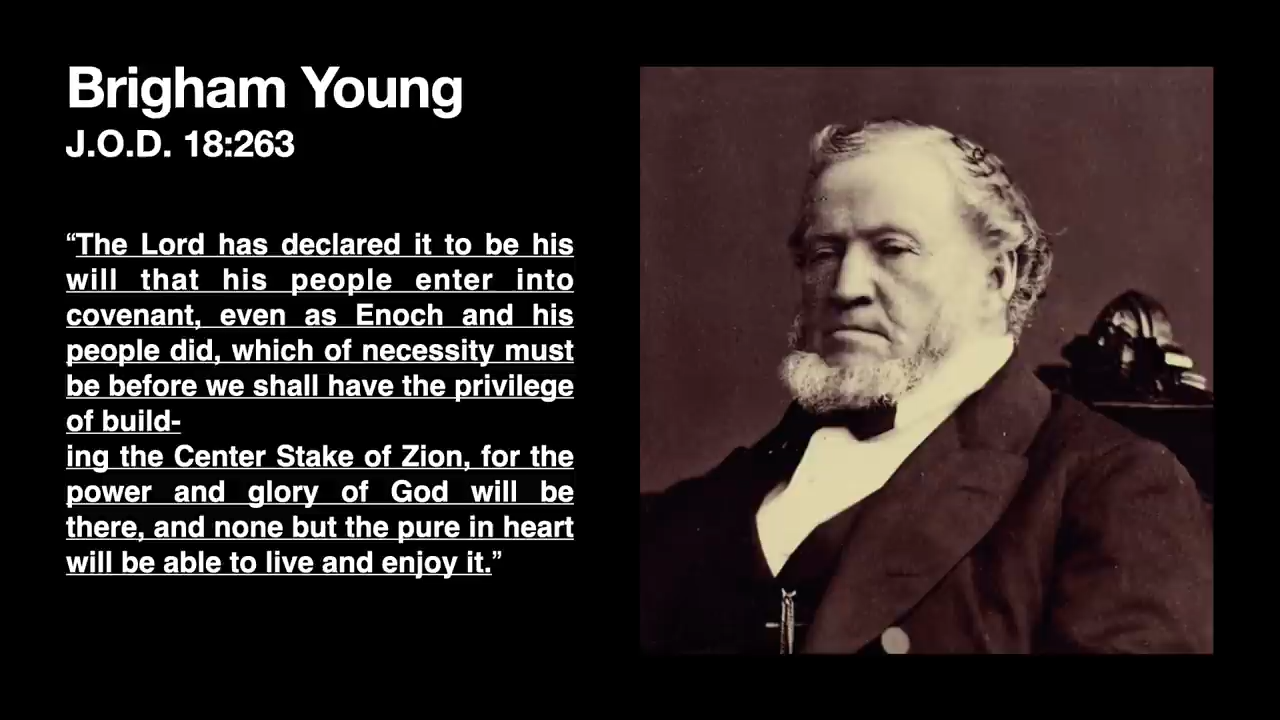 Brigham Young
J.O.D. 18:263
“The Lord has declared it to be his
will that his people enter into
covenant, even as Enoch and his
people did, which of necessity must
be before we shall have the privilege
of build-
ing the Center Stake of Zion, for the
power and glory of God will be
there, and none but the pure in heart
will be able to live and enjoy it.”